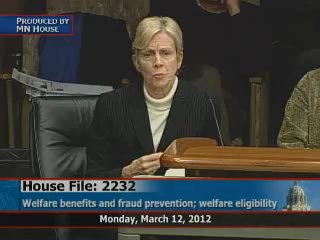 PRODUCED BY
MN HOUSE
House File: 2232
Welfare benefits and fraud prevention; welfare eligibility
Monday, March 12, 2012